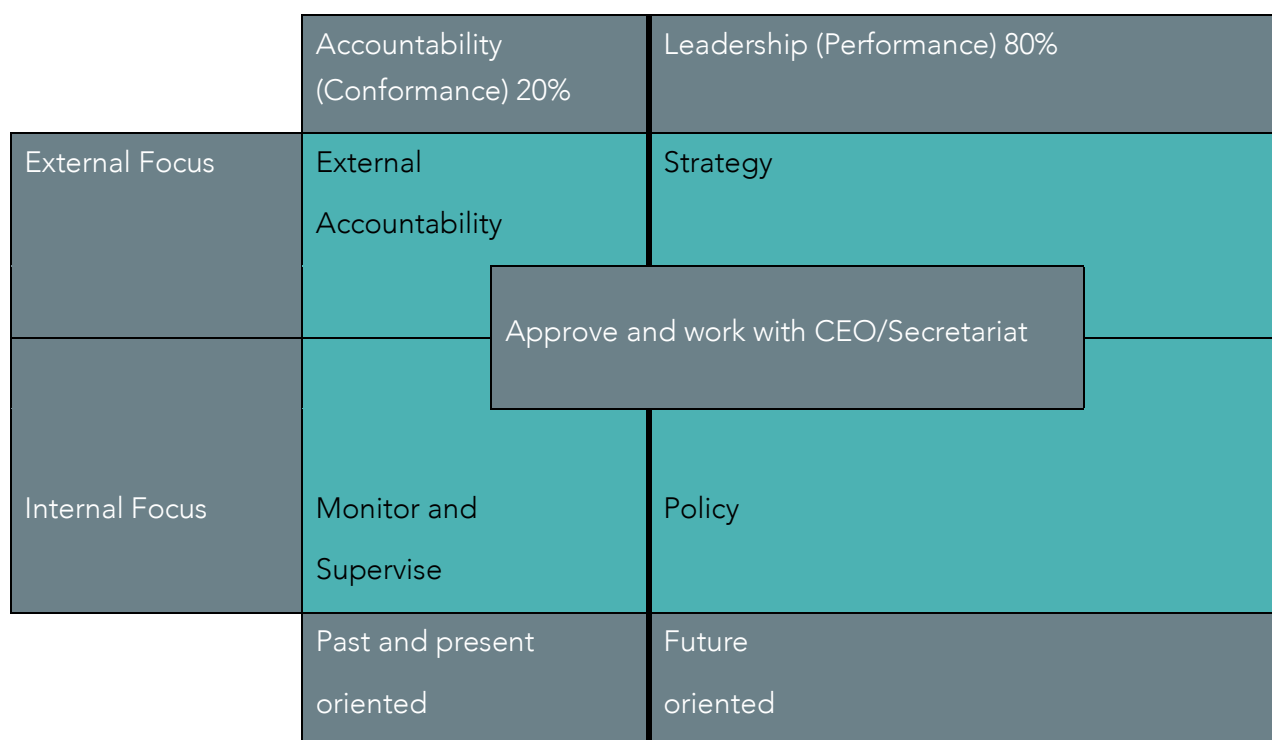 Accountability
(Conformance) 20%
Leadership (Performance) 80%
External Focus
External
Accountability
Strategy
Approve and work with CEO/Secretariat
Internal Focus
Monitor and
Supervise
Policy
Past and present
oriented
Future
oriented